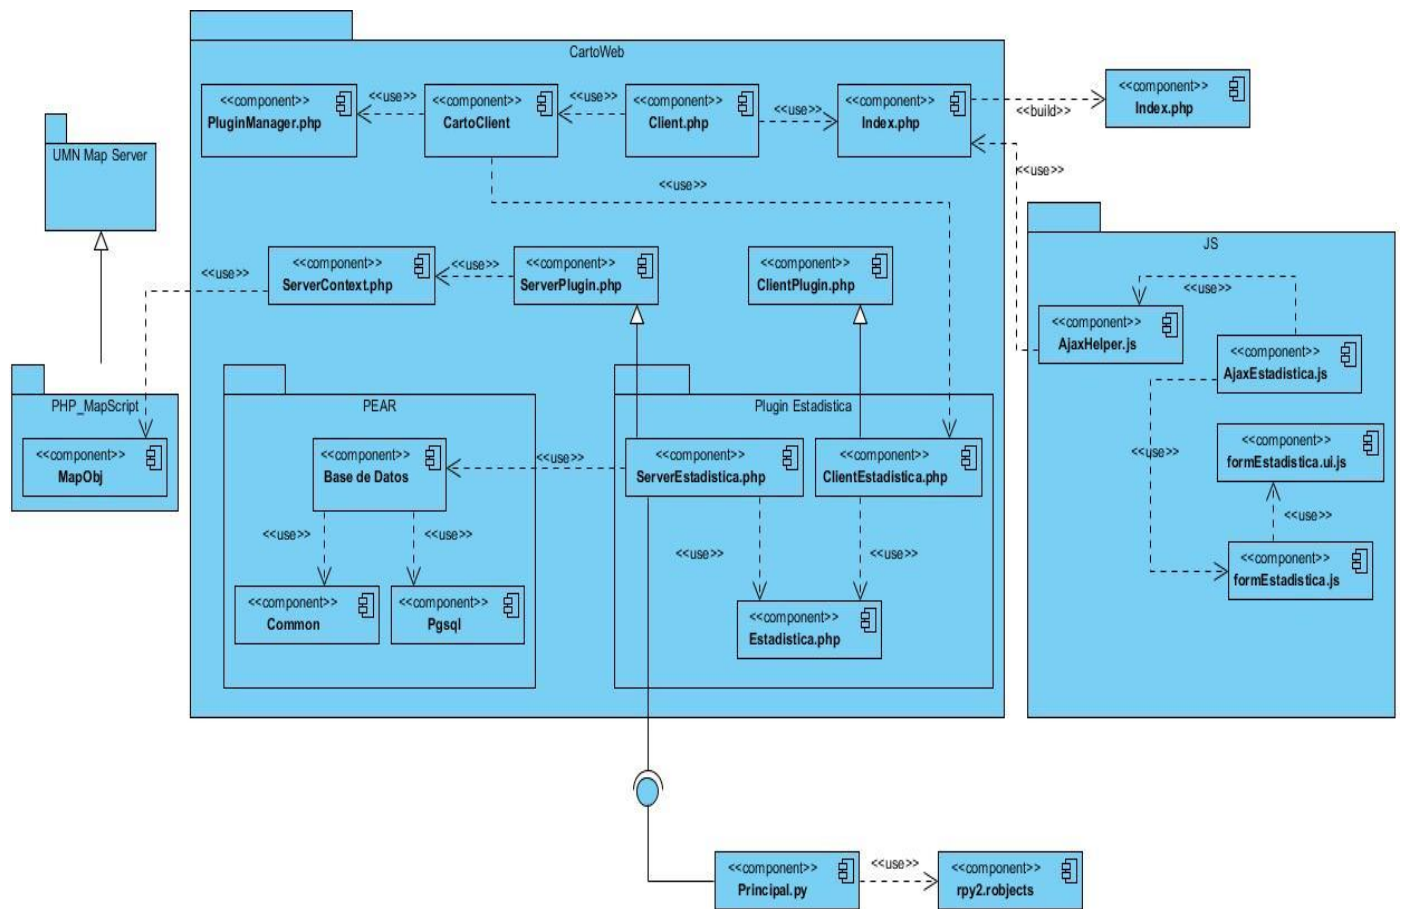 CartoWeb
<<component>>
PluginManager.php
<<use>>
<<component>>
CartoClient
<<use>>
<<component>>
Client.php
<<use>>
<<component>>
Index.php
<<build>>
<<component>>
Index.php
UMN Map Server
<<use>>
<<use>>
JS
<<use>>
<<component>>
ServerContext.php
<<use>>
<<component>>
ServerPlugin.php
<<component>>
ClientPlugin.php
<<use>>
<<component>>
AjaxHelper.js
<<component>>
AjaxEstadistica.js
PHP_MapScript
<<component>>
MapObj
PEAR
<<component>>
Base de Datos
<<use>>
Plugin Estadistica
<<component>>
ServerEstadistica.php
<<component>>
ClientEstadistica.php
<<component>>
formEstadistica.ui.js
<<use>>
<<use>>
<<use>>
<<use>>
<<use>>
<<use>>
<<use>>
<<component>>
formEstadistica.js
<<component>>
Common
<<component>>
Pgsql
<<component>>
Estadistica.php
<<component>>
Principal.py
<<use>>
<<component>>
rpy2.robjects